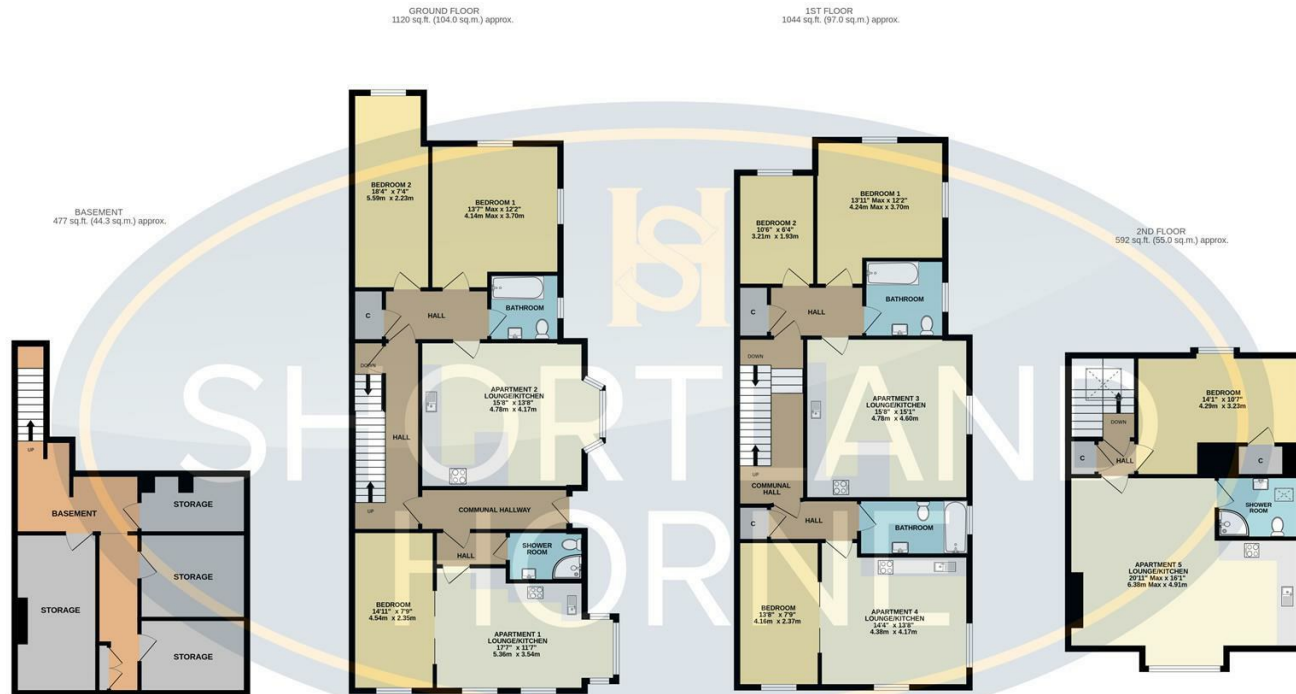 GROUND FLOOR
1120 sq.ft. (104.0 sq.m.) approx.
1ST FLOOR
1044 sq.ft. (97.0 sq.m.) approx.
BASEMENT
477 sq.ft. (44.3 sq.m.) approx.
2ND FLOOR
592 sq.ft. (55.0 sq.m.) approx.
HS
SHORTLAND
HORNE
UP
BASEMENT
STORAGE
STORAGE
STORAGE
STORAGE
BEDROOM 2
18'4" x 7'4"
5.59m x 2.23m
BEDROOM 1
13'7" Max x 12'2"
4.14m Max x 3.70m
C
HALL
BATHROOM
DOWN
APARTMENT 2
LOUNGE/KITCHEN
15'8" x 13'8"
4.78m x 4.17m
HALL
UP
COMMUNAL HALLWAY
HALL
SHOWER
ROOM
BEDROOM
14'11" x 7'9"
4.54m x 2.35m
APARTMENT 1
LOUNGE/KITCHEN
17'7" x 11'7"
5.36m x 3.54m
BEDROOM 1
13'11" Max x 12'2"
4.24m Max x 3.70m
BEDROOM 2
10'6" x 6'4"
3.21m x 1.93m
C
HALL
BATHROOM
DOWN
APARTMENT 3
LOUNGE/KITCHEN
15'8" x 15'1"
4.78m x 4.60m
UP
COMMUNAL
HALL
C
HALL
BATHROOM
BEDROOM
13'8" x 7'9"
4.16m x 2.37m
APARTMENT 4
LOUNGE/KITCHEN
14'4" x 13'8"
4.38m x 4.17m
BEDROOM
14'1" x 10'7"
4.29m x 3.23m
DOWN
C
HALL
C
SHOWER
ROOM
APARTMENT 5
LOUNGE/KITCHEN
20'11" Max x 16'1"
6.38m Max x 4.91m